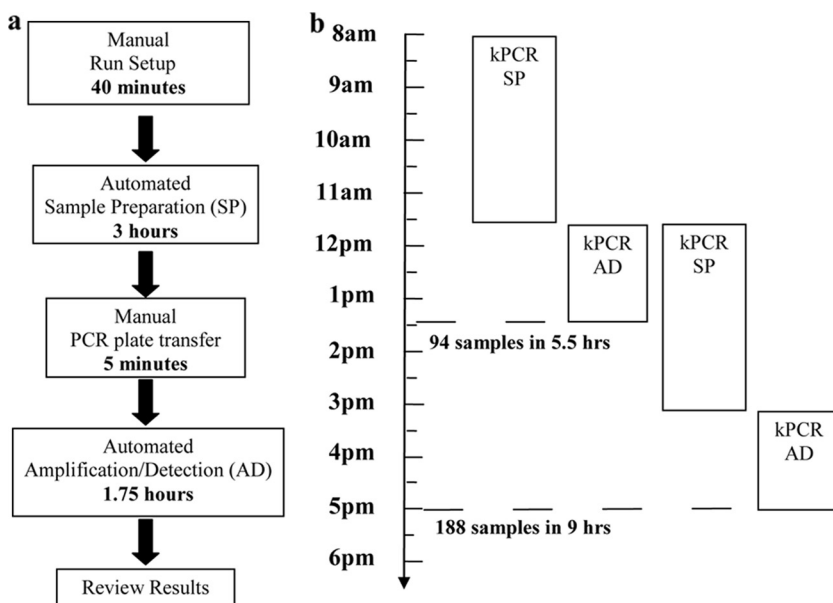 a
Manual
Run Setup
40 minutes
Automated
Sample Preparation (SP)
3 hours
Manual
PCR plate transfer
5 minutes
Automated
Amplification/Detection (AD)
1.75 hours
Review Results
b
8am
9am
10am
11am
12pm
1pm
2pm
3pm
4pm
5pm
6pm
kPCR
SP
kPCR
AD
kPCR
SP
94 samples in 5.5 hrs
kPCR
AD
188 samples in 9 hrs